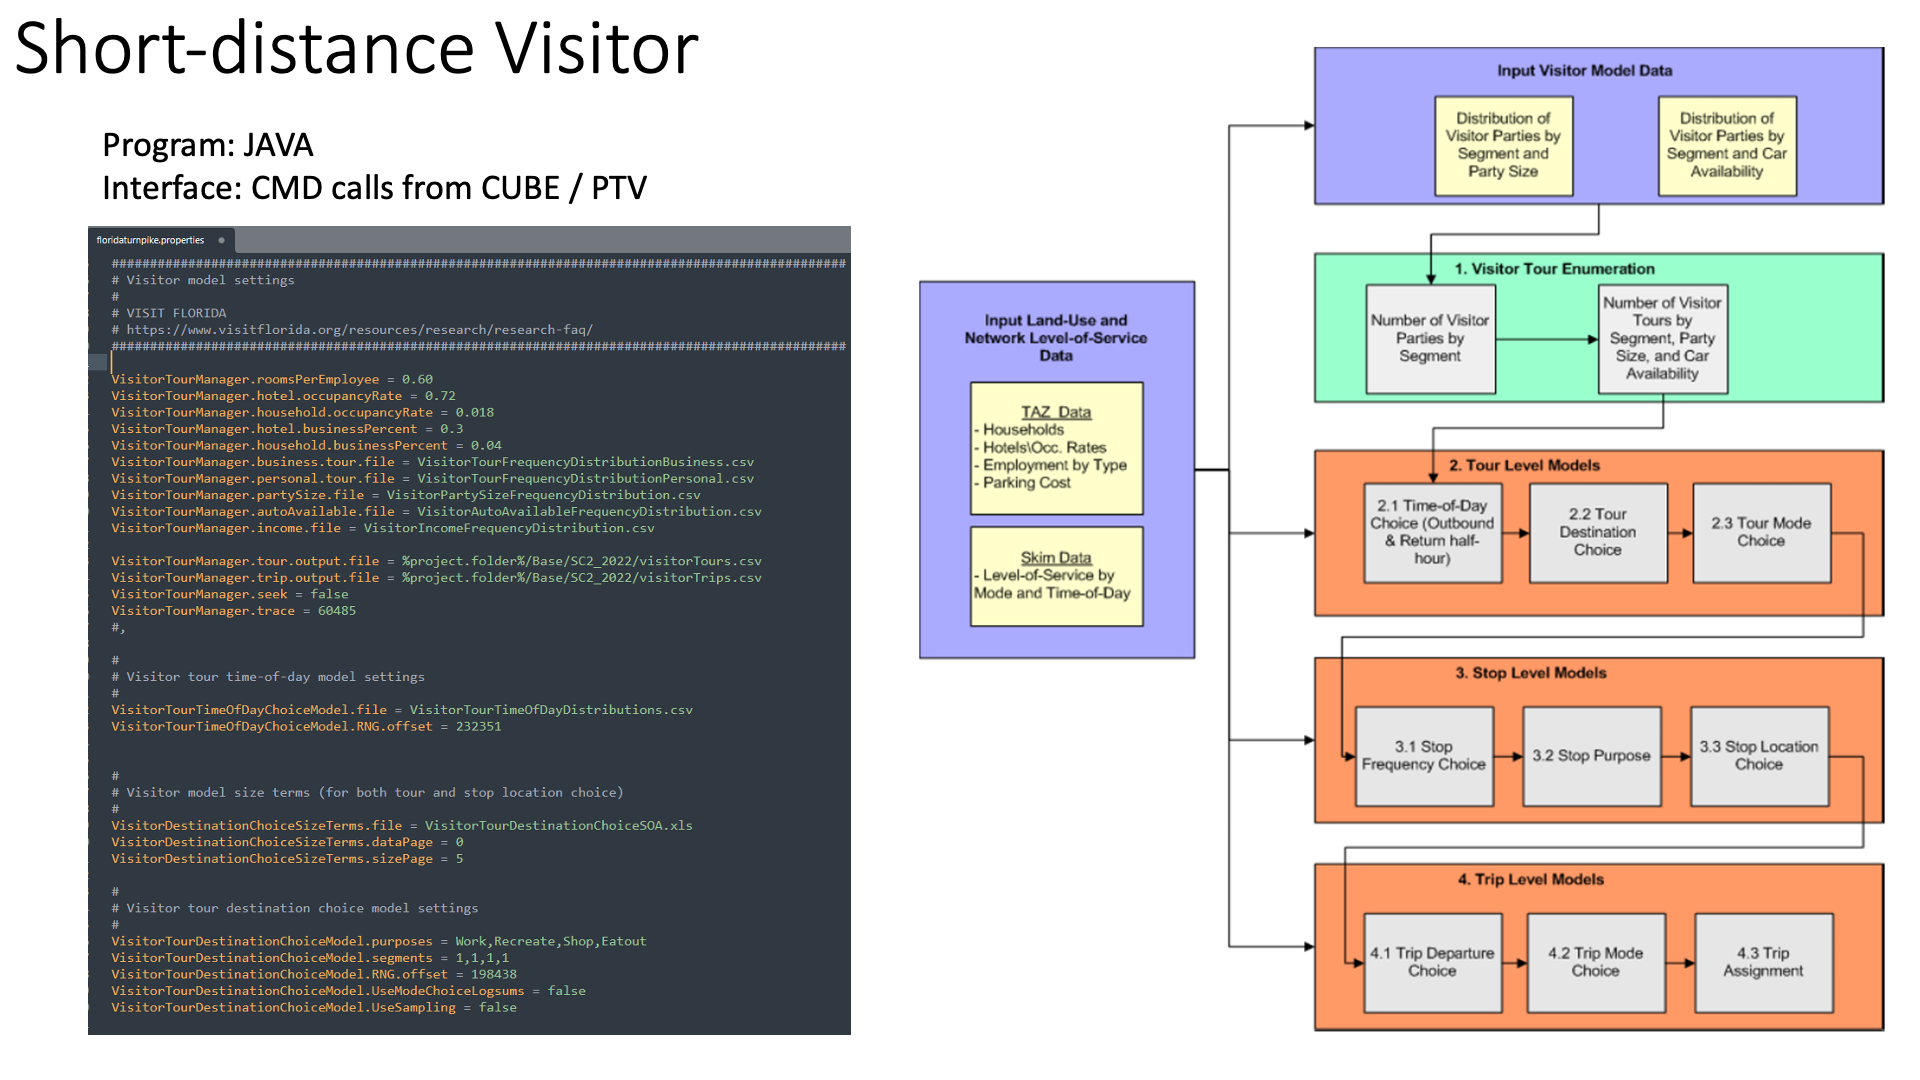 Short-distance Visitor
Program: JAVA
Interface: CMD calls from CUBE / PTV
floridaturnpike.properties
################################################################################################
# Visitor model settings
#
# VISIT FLORIDA
# https://www.visitflorida.org/resources/research/research-faq/
################################################################################################
VisitorTourManager.roomsPerEmployee = 0.60
VisitorTourManager.hotel.occupancyRate = 0.72
VisitorTourManager.household.occupancyRate = 0.018
VisitorTourManager.hotel.businessPercent = 0.3
VisitorTourManager.household.businessPercent = 0.04
VisitorTourManager.business.tour.file = VisitorTourFrequencyDistributionBusiness.csv
VisitorTourManager.personal.tour.file = VisitorTourFrequencyDistributionPersonal.csv
VisitorTourManager.partySize.file = VisitorPartySizeFrequencyDistribution.csv
VisitorTourManager.autoAvailable.file = VisitorAutoAvailableFrequencyDistribution.csv
VisitorTourManager.income.file = VisitorIncomeFrequencyDistribution.csv
VisitorTourManager.tour.output.file = %project.folder%/Base/SC2_2022/visitorTours.csv
VisitorTourManager.trip.output.file = %project.folder%/Base/SC2_2022/visitorTrips.csv
VisitorTourManager.seek = false
VisitorTourManager.trace = 60485
#,
#
# Visitor tour time-of-day model settings
#
VisitorTourTimeOfDayChoiceModel.file = VisitorTourTimeOfDayDistributions.csv
VisitorTourTimeOfDayChoiceModel.RNG.offset = 232351
#
# Visitor model size terms (for both tour and stop location choice)
#
VisitorDestinationChoiceSizeTerms.file = VisitorTourDestinationChoiceSOA.xls
VisitorDestinationChoiceSizeTerms.dataPage = 0
VisitorDestinationChoiceSizeTerms.sizePage = 5
#
# Visitor tour destination choice model settings
#
VisitorTourDestinationChoiceModel.purposes = Work,Recreate,Shop,Eatout
VisitorTourDestinationChoiceModel.segments = 1,1,1,1
VisitorTourDestinationChoiceModel.RNG.offset = 198438
VisitorTourDestinationChoiceModel.UseModeChoiceLogsums = false
VisitorTourDestinationChoiceModel.UseSampling = false
Input Land-Use and
Network Level-of-Service
Data
TAZ Data
- Households
- Hotels\Occ. Rates
- Employment by Type
- Parking Cost
Skim Data
- Level-of-Service by
Mode and Time-of-Day
Input Visitor Model Data
Distribution of
Visitor Parties by
Segment and
Party Size
Distribution of
Visitor Parties by
Segment and Car
Availability
1. Visitor Tour Enumeration
Number of Visitor
Parties by
Segment
Number of Visitor
Tours by
Segment, Party
Size, and Car
Availability
2. Tour Level Models
2.1 Time-of-Day
Choice (Outbound
& Return half-
hour)
2.2 Tour
Destination
Choice
2.3 Tour Mode
Choice
3. Stop Level Models
3.1 Stop
Frequency Choice
3.2 Stop Purpose
3.3 Stop Location
Choice
4. Trip Level Models
4.1 Trip Departure
Choice
4.2 Trip Mode
Choice
4.3 Trip
Assignment